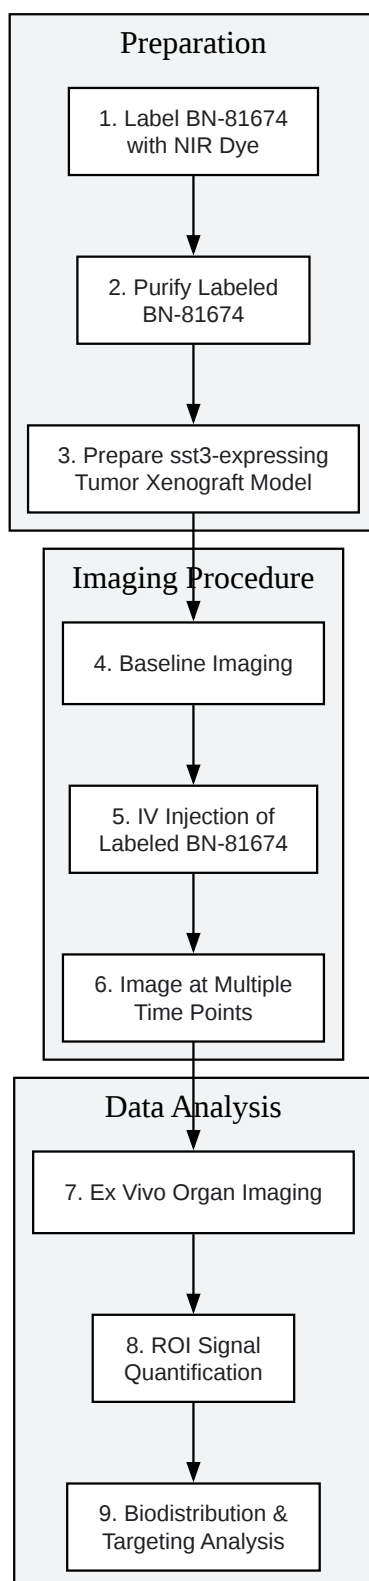 Preparation
1. Label BN-81674
with NIR Dye
2. Purify Labeled
BN-81674
3. Prepare sst3-expressing
Tumor Xenograft Model
Imaging Procedure
4. Baseline Imaging
5. IV Injection of
Labeled BN-81674
6. Image at Multiple
Time Points
Data Analysis
7. Ex Vivo Organ Imaging
8. ROI Signal
Quantification
9. Biodistribution &
Targeting Analysis